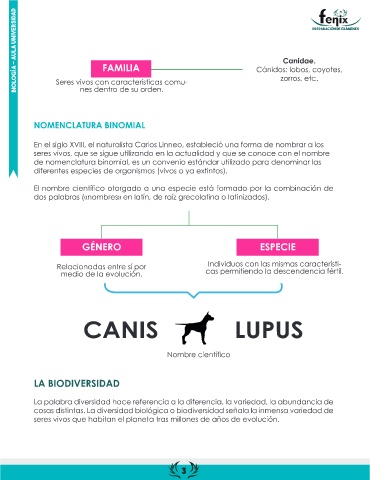 BIOLOGÍA - AULA UNIVERSIDAD
fenix
PREPARACIÓN DE EXÁMENES
FAMILIA
Seres vivos con características comu-
nes dentro de su orden.
Canidae.
Cánidos: lobos, coyotes,
zorros, etc.
NOMENCLATURA BINOMIAL
En el siglo XVIII, el naturalista Carlos Linneo, estableció una forma de nombrar a los
seres vivos, que se sigue utilizando en la actualidad y que se conoce con el nombre
de nomenclatura binomial, es un convenio estándar utilizado para denominar las
diferentes especies de organismos (vivos o ya extintos).
El nombre científico otorgado a una especie está formado por la combinación de
dos palabras («nombres» en latín, de raíz grecolatina o latinizados).
GÉNERO
Relacionadas entre sí por
medio de la evolución.
ESPECIE
Individuos con las mismas característi-
cas permitiendo la descendencia fértil.
CANIS LUPUS
Nombre científico
LA BIODIVERSIDAD
La palabra diversidad hace referencia a la diferencia, la variedad, la abundancia de
cosas distintas. La diversidad biológica o biodiversidad señala la inmensa variedad de
seres vivos que habitan el planeta tras millones de años de evolución.
3